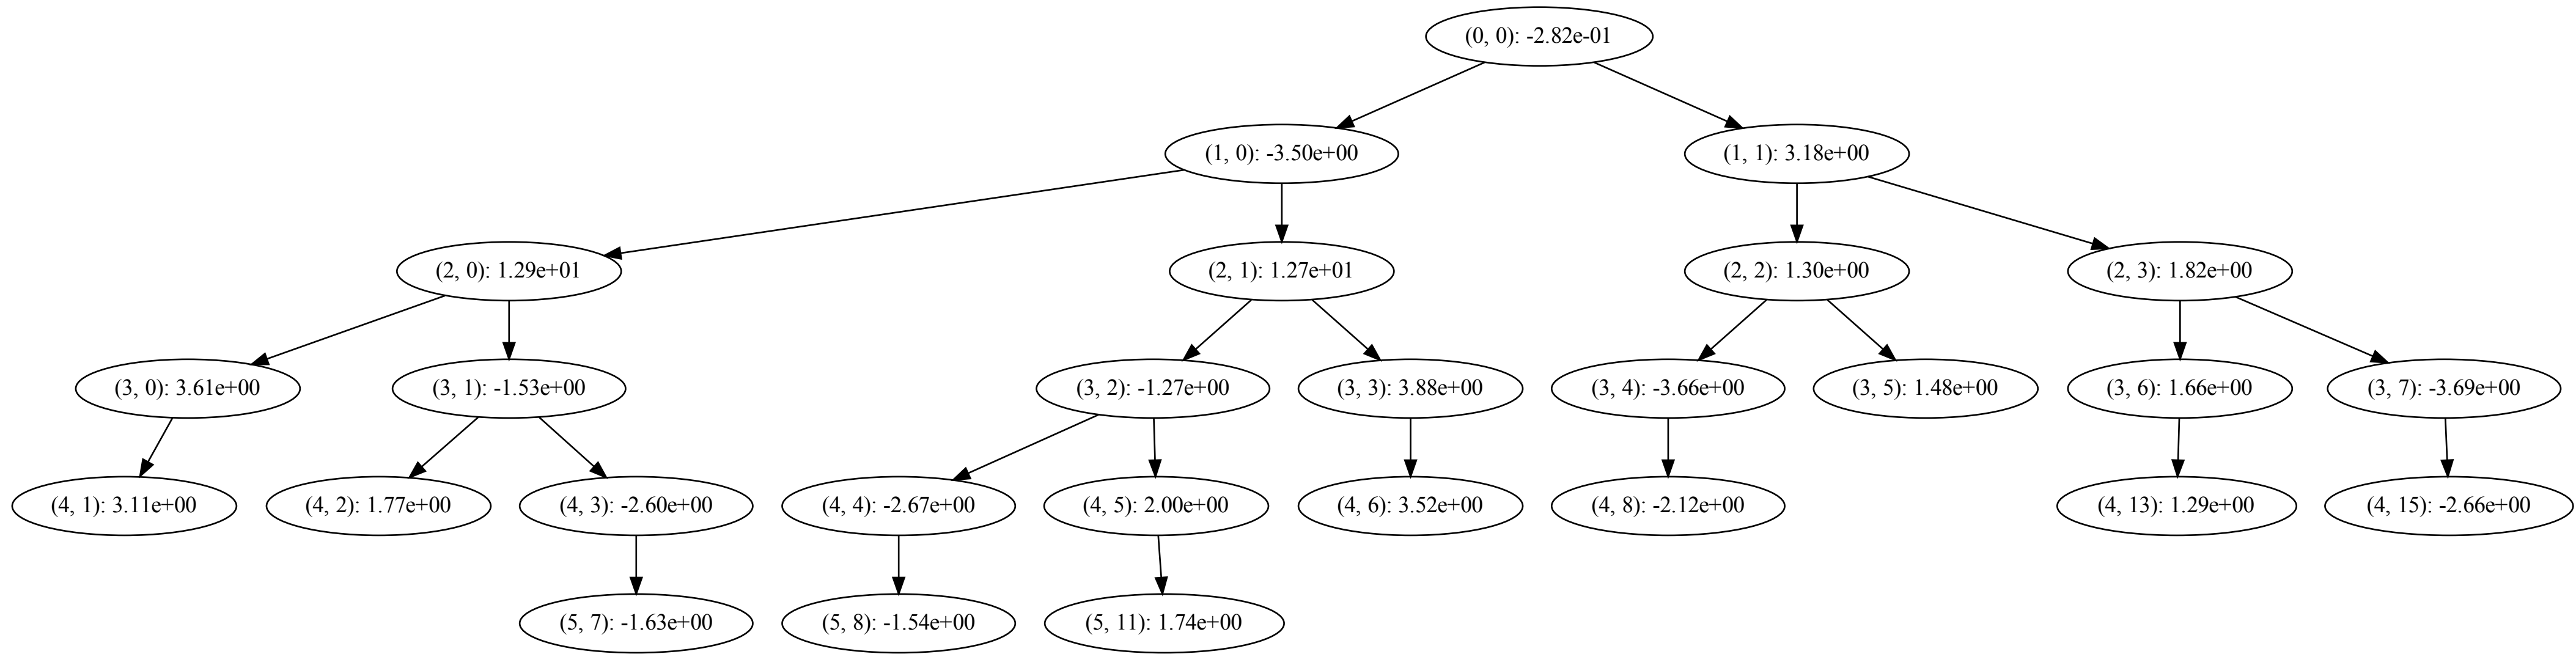 (0, 0): -2.82e-01
(1, 0): -3.50e+00
(1, 1): 3.18e+00
(2, 0): 1.29e+01
(2, 1): 1.27e+01
(2, 2): 1.30e+00
(2, 3): 1.82e+00
(3, 0): 3.61e+00
(3, 1): -1.53e+00
(3, 2): -1.27e+00
(3, 3): 3.88e+00
(3, 4): -3.66e+00
(3, 5): 1.48e+00
(3, 6): 1.66e+00
(3, 7): -3.69e+00
(4, 1): 3.11e+00
(4, 2): 1.77e+00
(4, 3): -2.60e+00
(4, 4): -2.67e+00
(4, 5): 2.00e+00
(4, 6): 3.52e+00
(4, 8): -2.12e+00
(4, 13): 1.29e+00
(4, 15): -2.66e+00
(5, 7): -1.63e+00
(5, 8): -1.54e+00
(5, 11): 1.74e+00